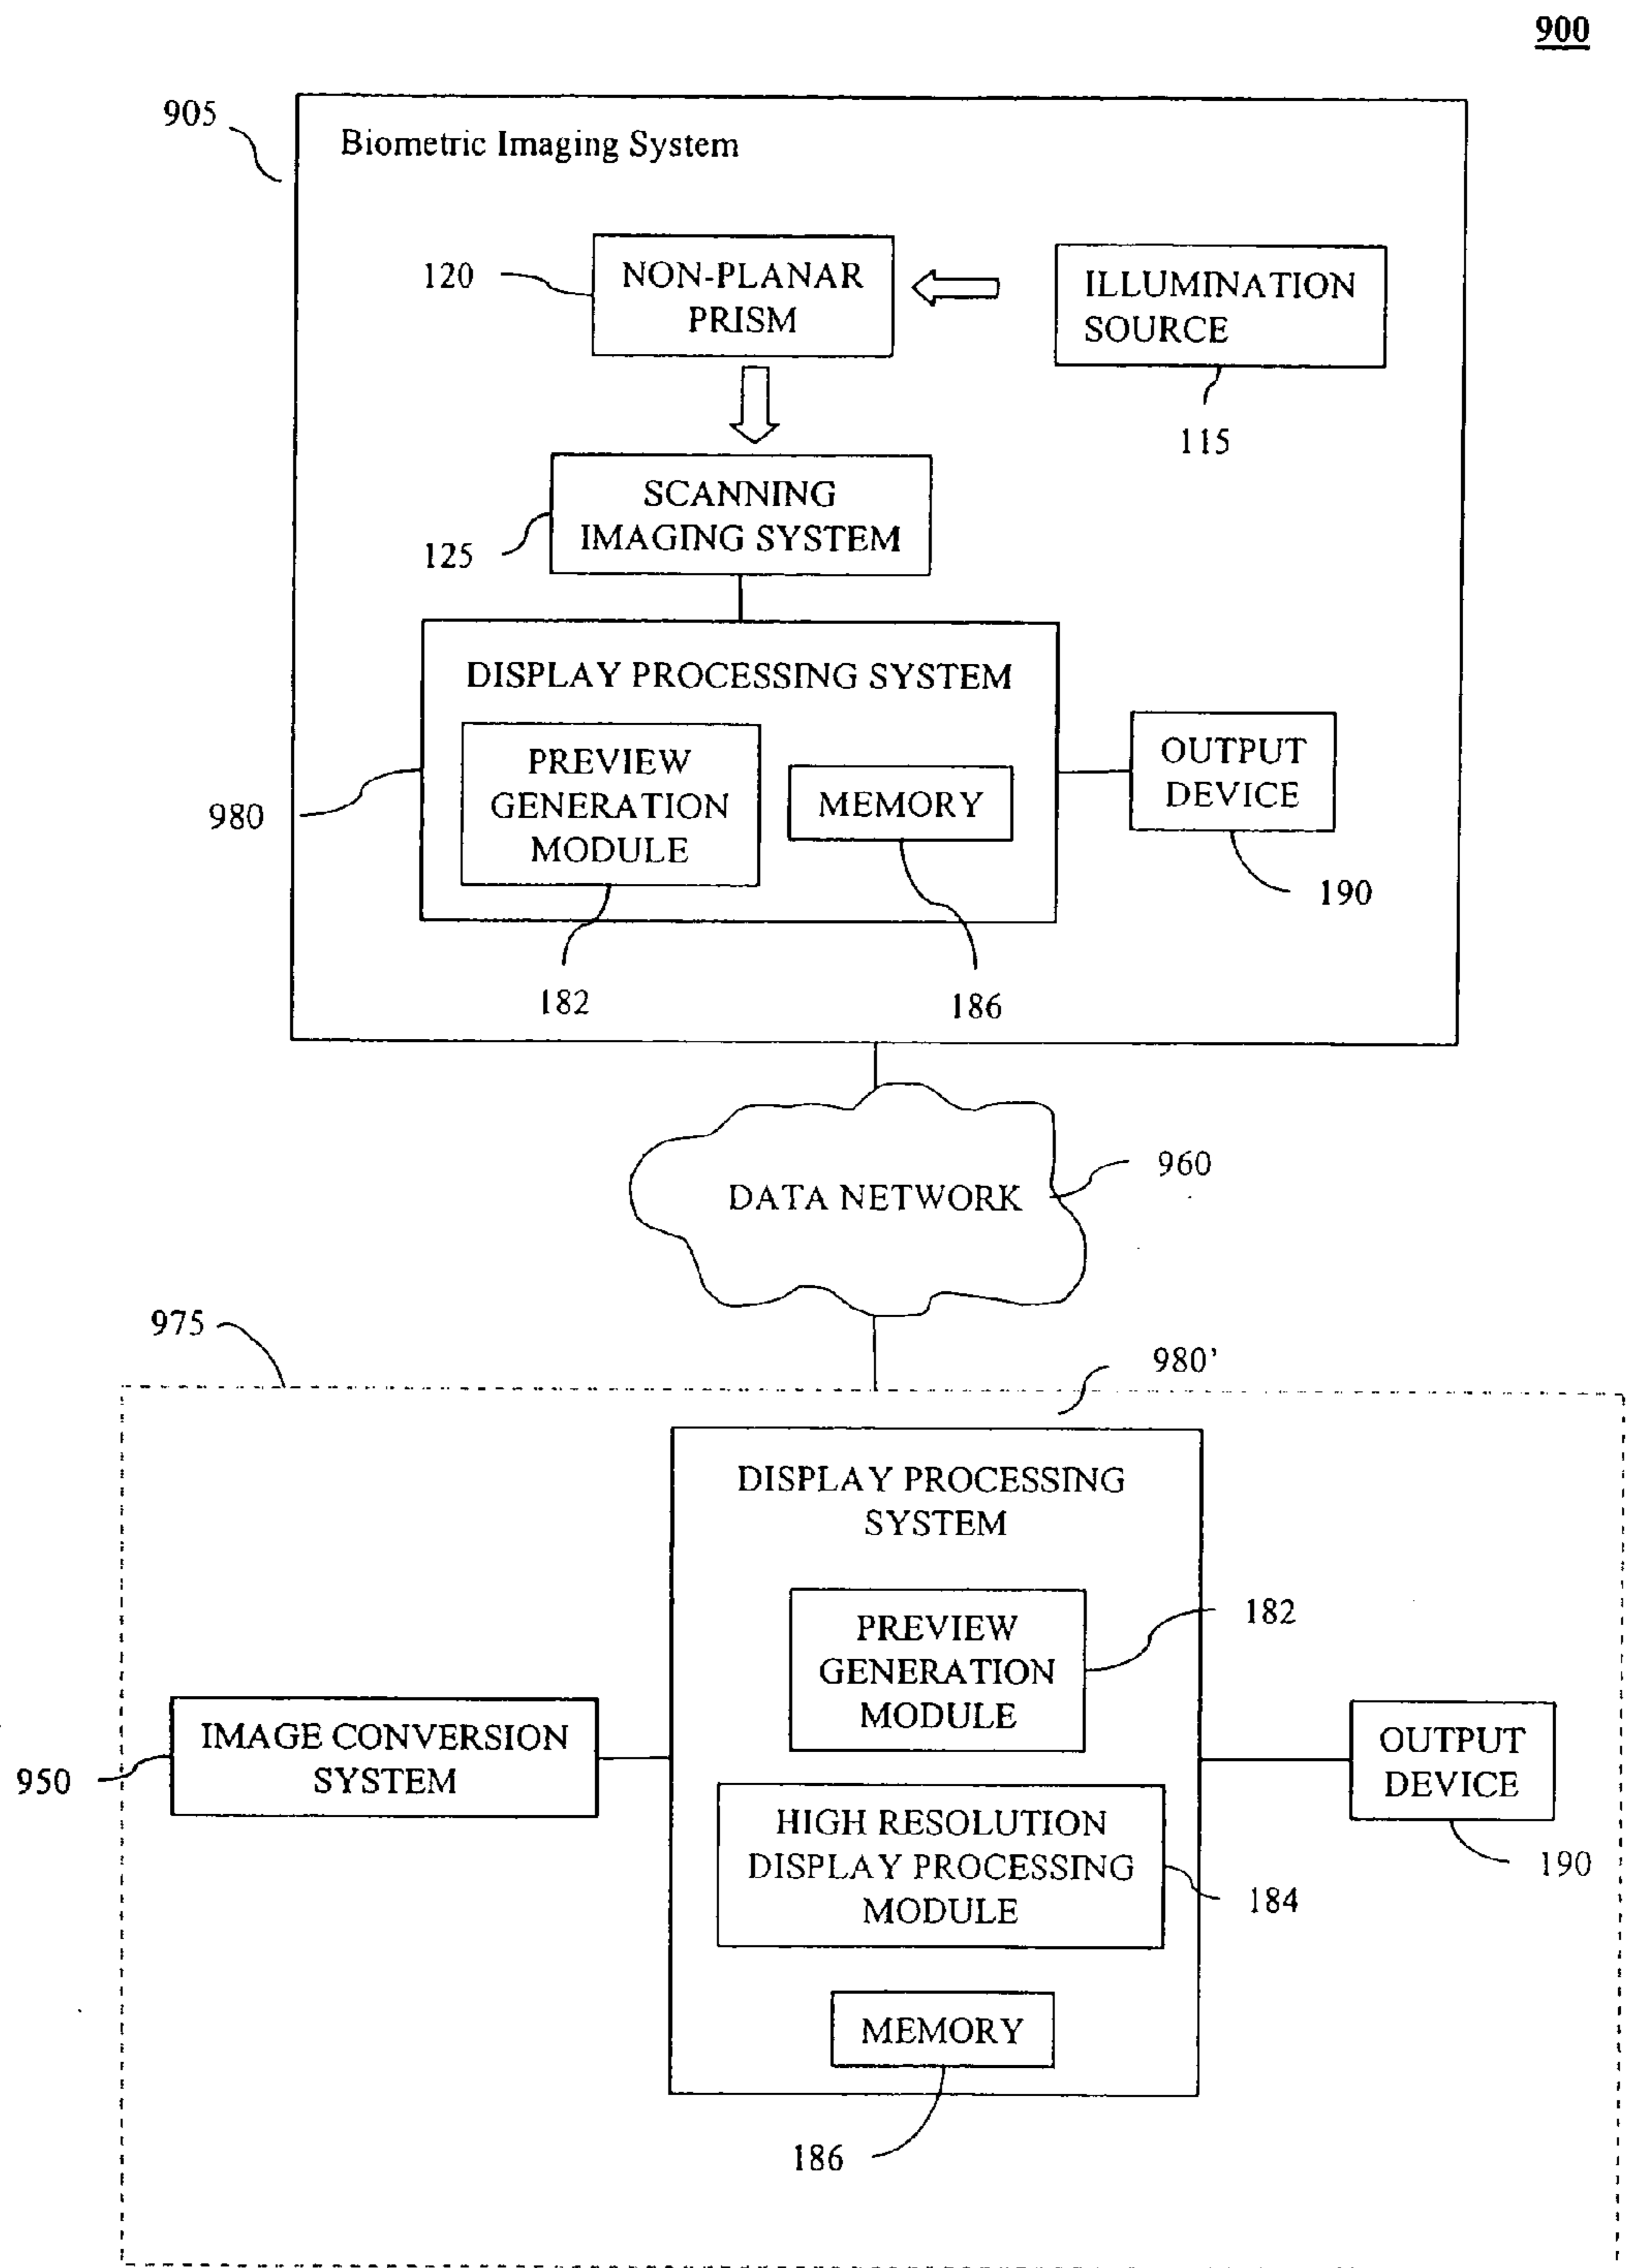 900
905
Biometric Imaging System
120
NON-PLANAR
PRISM
ILLUMINATION
SOURCE
115
SCANNING
IMAGING SYSTEM
125
DISPLAY PROCESSING SYSTEM
PREVIEW
GENERATION
MODULE
MEMORY
OUTPUT
DEVICE
980
190
182
186
960
DATA NETWORK
975
980'
DISPLAY PROCESSING
SYSTEM
PREVIEW
GENERATION
MODULE
182
IMAGE CONVERSION
SYSTEM
950
OUTPUT
DEVICE
190
HIGH RESOLUTION
DISPLAY PROCESSING
MODULE
184
MEMORY
186